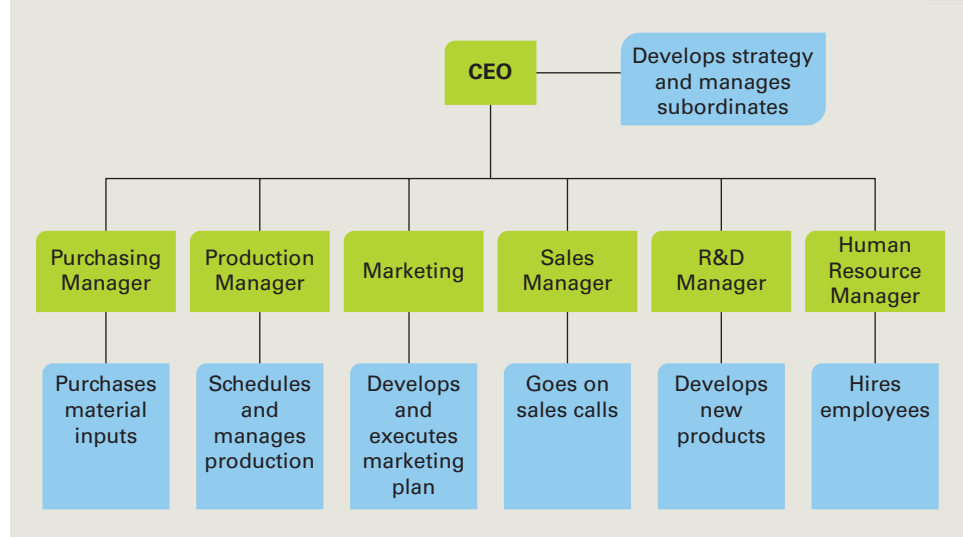 CEO
Develops strategy
and manages
subordinates
Purchasing
Manager
Production
Manager
Marketing
Sales
Manager
R&D
Manager
Human
Resource
Manager
Purchases
material
inputs
Schedules
and
manages
production
Develops
and
executes
marketing
plan
Goes on
sales calls
Develops
new
products
Hires
employees